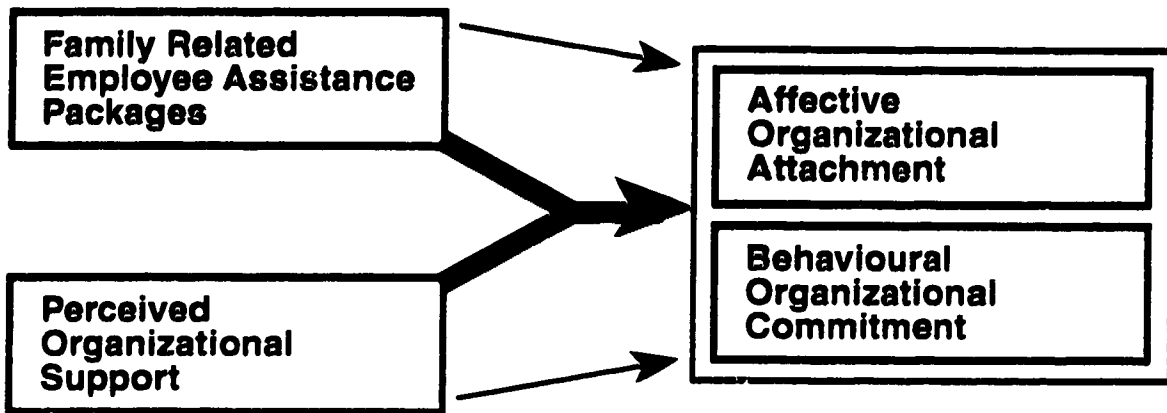 Family Related
Employee Assistance
Packages
Perceived
Organizational
Support
Affective
Organizational
Attachment
Behavioural
Organizational
Commitment